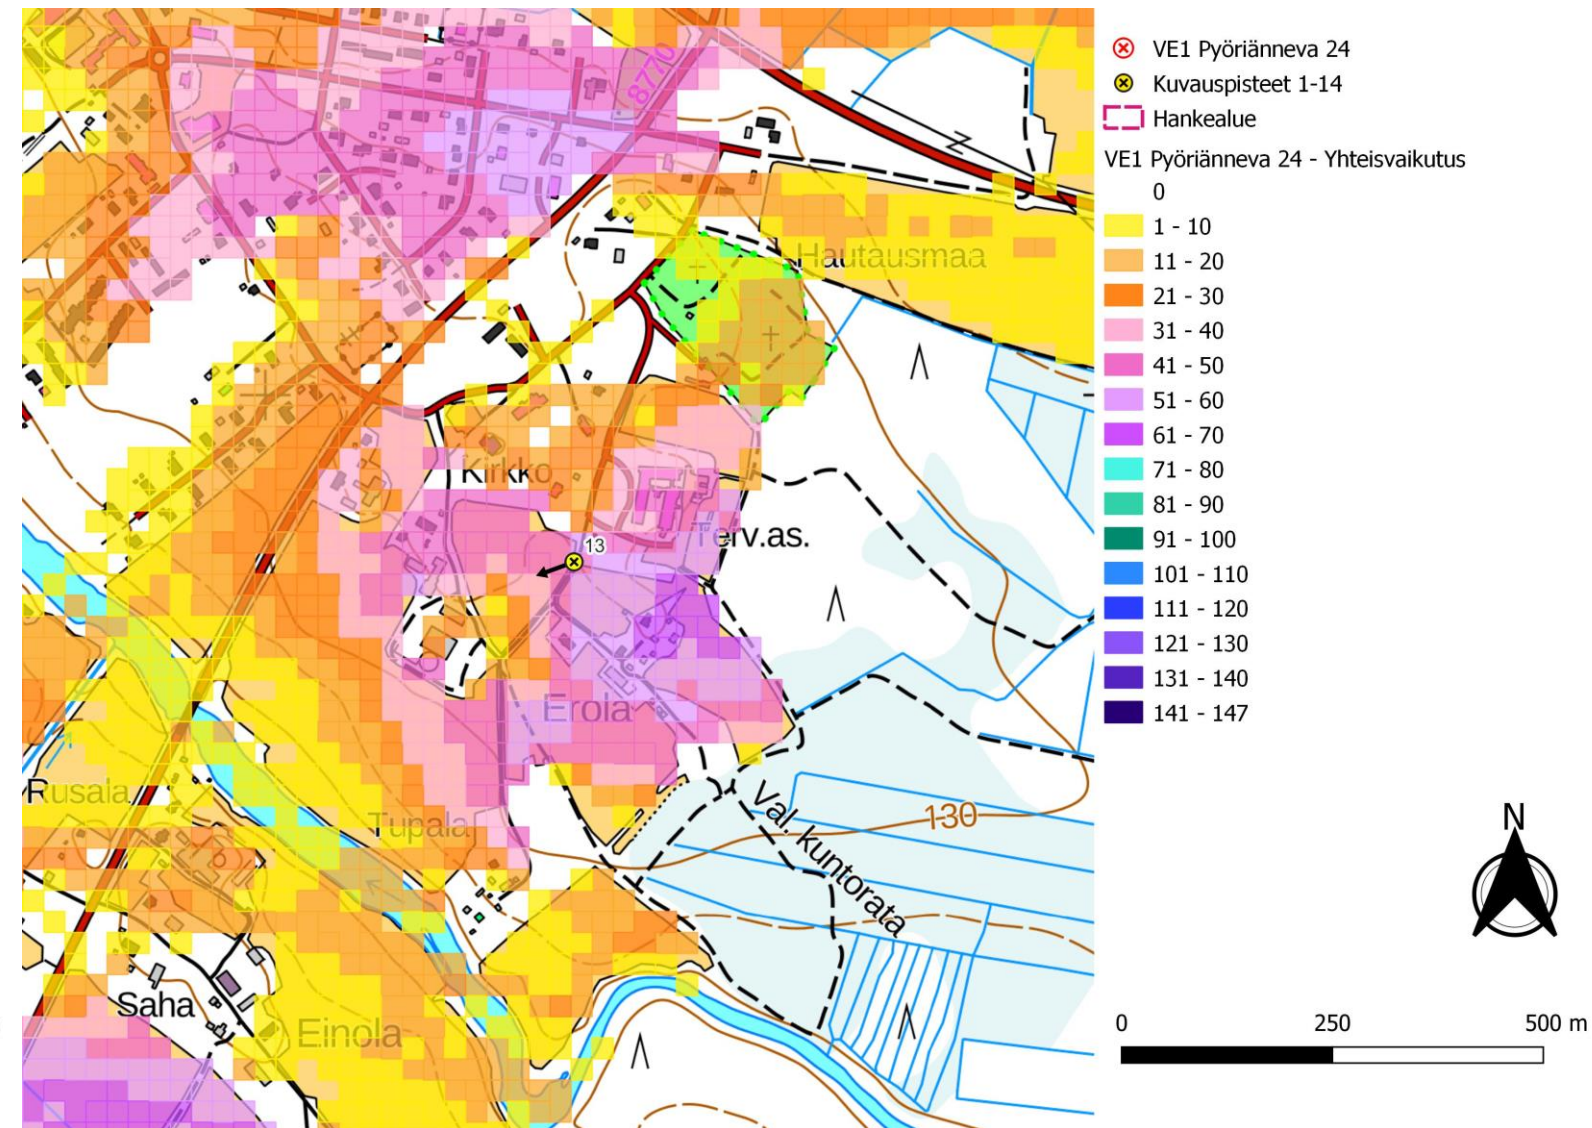 8770
Hautausmaa
Kirkko
Terv.as.
13
Erola
Rusala
Tupala
Val. kuntorata
130
Saha
Einola
VE1 Pyöriänneva 24
Kuvauspisteet 1-14
Hankealue
VE1 Pyöriänneva 24 - Yhteisvaikutus
0
1 - 10
11 - 20
21 - 30
31 - 40
41 - 50
51 - 60
61 - 70
71 - 80
81 - 90
91 - 100
101 - 110
111 - 120
121 - 130
131 - 140
141 - 147
N
0 250 500 m